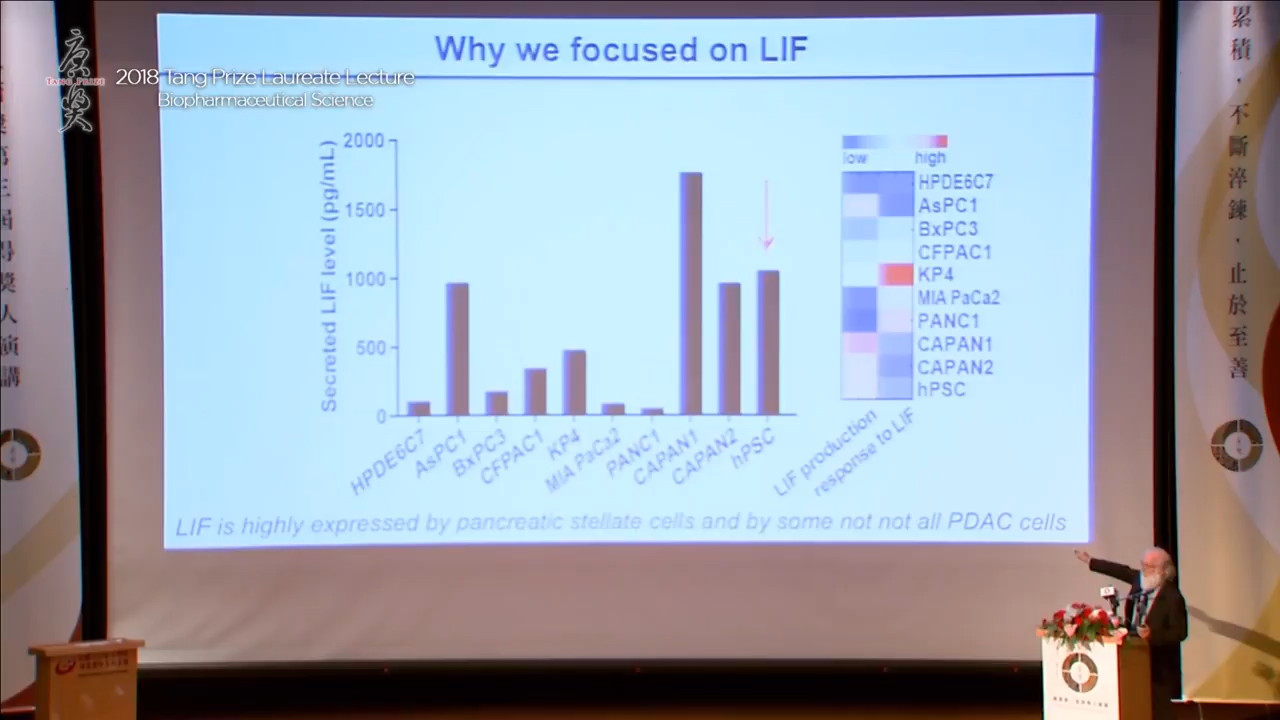 Why we focused on LIF
唐獎
TANG PRIZE
2018 Tang Prize Laureate Lecture
Biopharmaceutical Science
Secreted LIF level (pg/mL)
2000
1500
1000
500
0
HPDE6C7
AsPC1
BxPC3
CFPAC1
KP4
MIA PaCa2
PANC1
CAPAN1
CAPAN2
hPSC
low high
HPDE6C7
AsPC1
BxPC3
CFPAC1
KP4
MIA PaCa2
PANC1
CAPAN1
CAPAN2
hPSC
LIF production
response to LIF
LIF is highly expressed by pancreatic stellate cells and by some not not all PDAC cells
累積，不斷淬鍊．止於至善